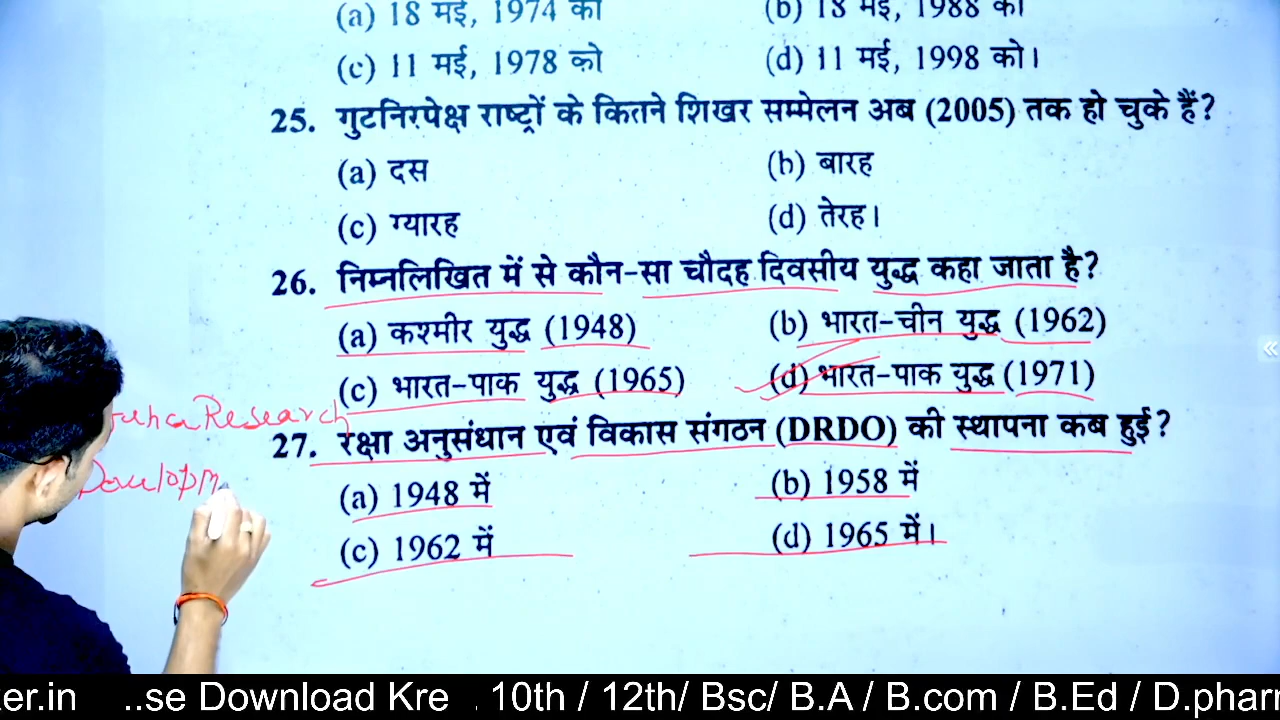 (a) 18 मई, 1974 को (b) 18 मई, 1988 को
(c) 11 मई, 1978 को (d) 11 मई, 1998 को।
25. गुटनिरपेक्ष राष्ट्रों के कितने शिखर सम्मेलन अब (2005) तक हो चुके हैं?
(a) दस (b) बारह
(c) ग्यारह (d) तेरह।
26. निम्नलिखित में से कौन-सा चौदह दिवसीय युद्ध कहा जाता है?
(a) कश्मीर युद्ध (1948) (b) भारत-चीन युद्ध (1962)
(c) भारत-पाक युद्ध (1965) (d) भारत-पाक युद्ध (1971)
Research
27. रक्षा अनुसंधान एवं विकास संगठन (DRDO) की स्थापना कब हुई?
(a) 1948 में (b) 1958 में
(c) 1962 में (d) 1965 में।
er.in ..se Download Kre . 10th / 12th/ Bsc/ B.A / B.com / B.Ed / D.phar